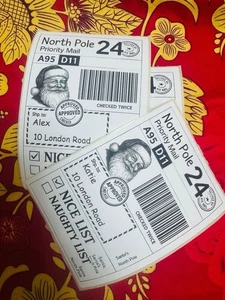 North Pole
Priority Mail
24
A95 D11
CHECKED TWICE
APPROVED
Ship to:
Alex
10 London Road
NICE
North Pole
Priority Mail
24
A95 D11
CHECKED TWICE
APPROVED
Ship to:
Katie
10 London Road
NICE LIST
NAUGHTY LIST
Santa's
North Pole